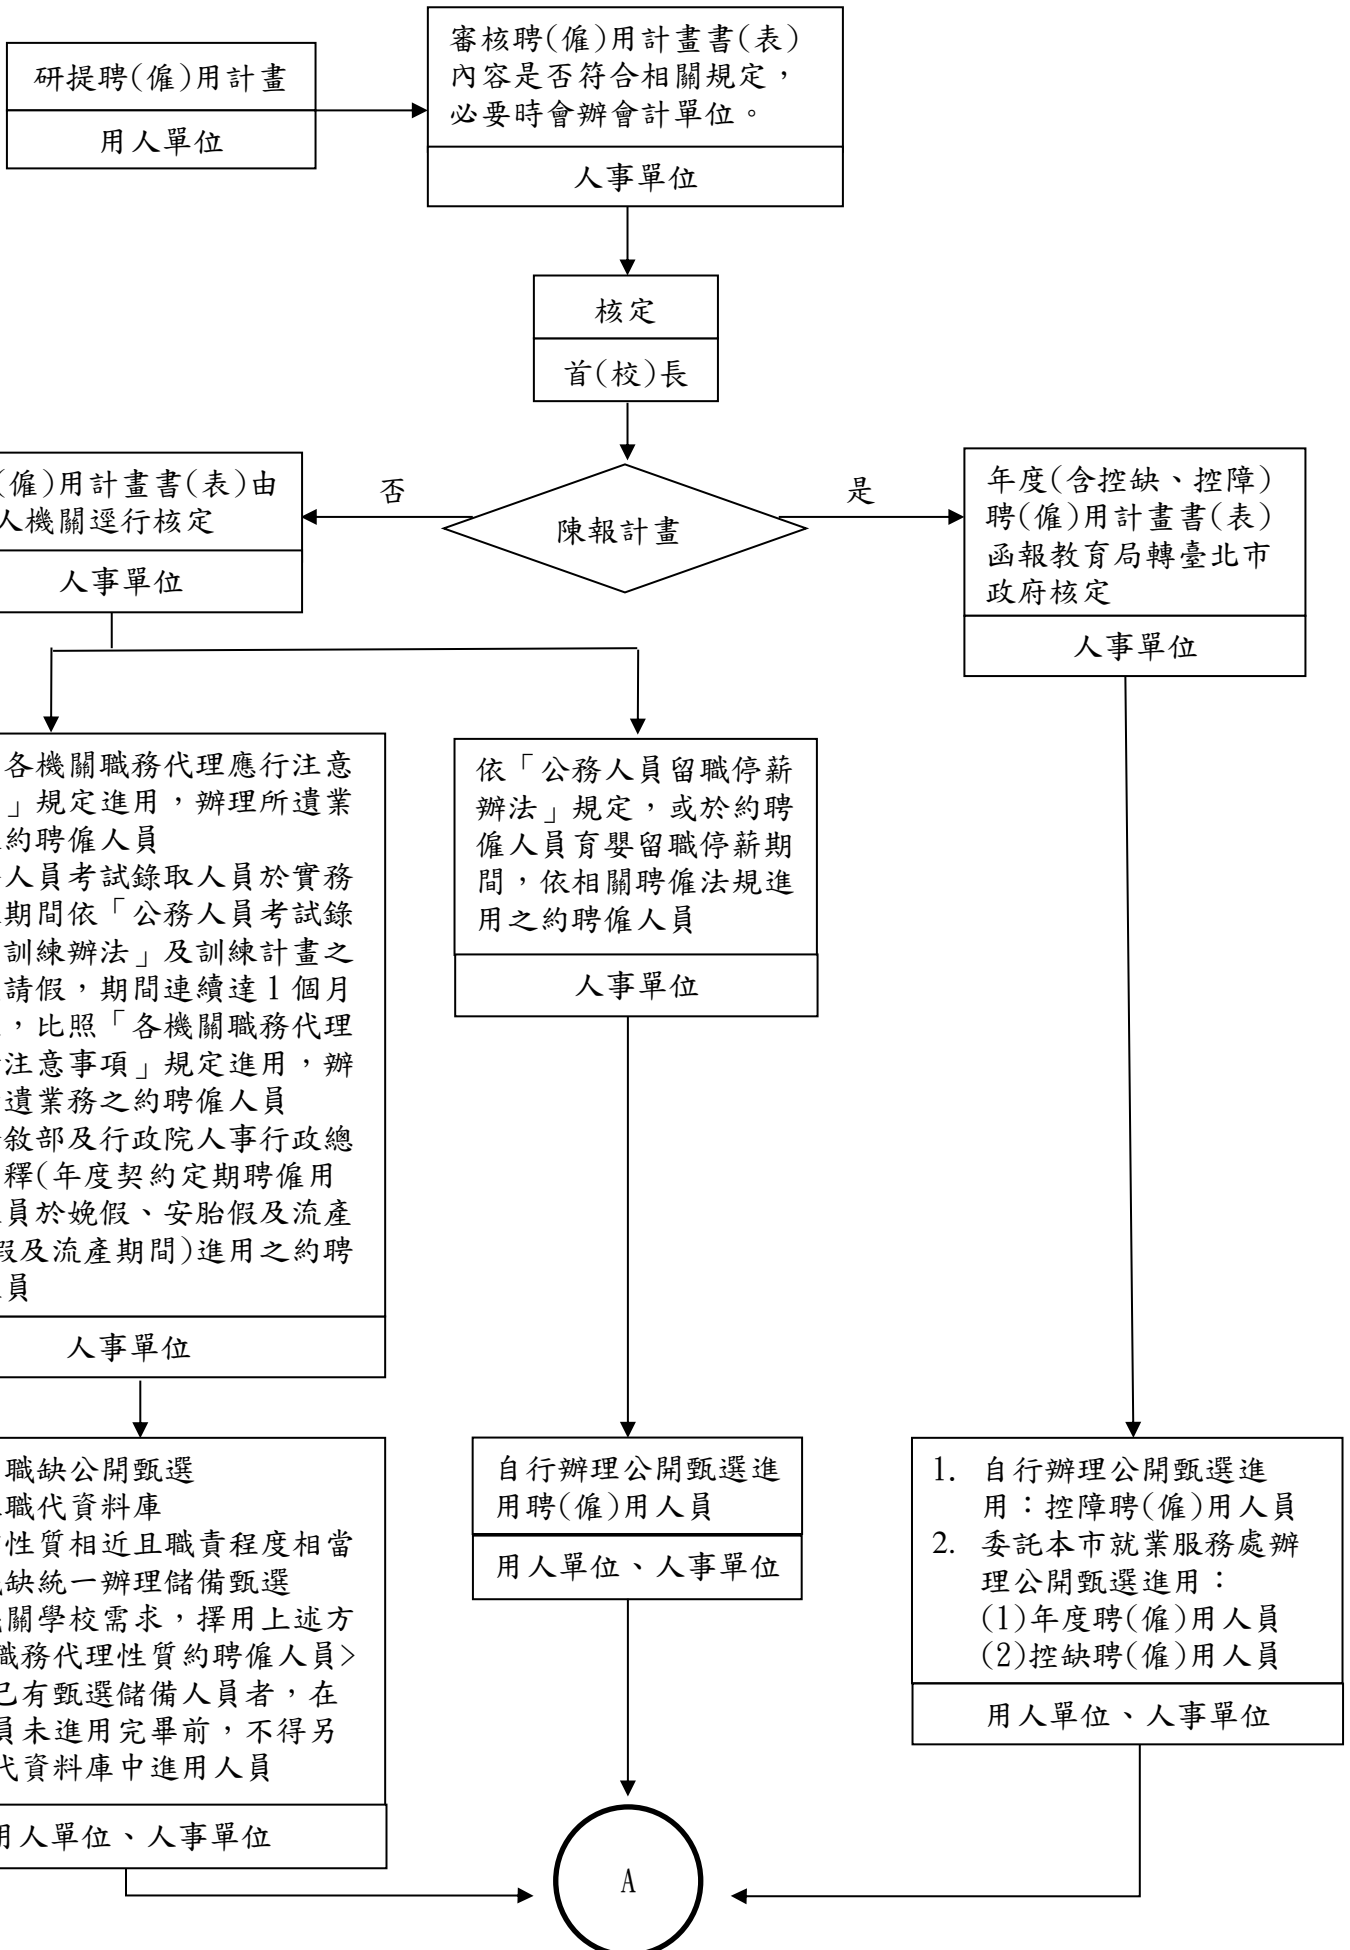 研提聘(僱)用計畫
用人單位
審核聘(僱)用計畫書(表)
內容是否符合相關規定，
必要時會辦會計單位。
人事單位
核定
首(校)長
陳報計畫
否
是
(僱)用計畫書(表)由
人機關逕行核定
人事單位
年度(含控缺、控障)
聘(僱)用計畫書(表)
函報教育局轉臺北市
政府核定
人事單位
各機關職務代理應行注意
」規定進用，辦理所遺業
約聘僱人員
人員考試錄取人員於實務
期間依「公務人員考試錄
訓練辦法」及訓練計畫之
請假，期間連續達1個月
，比照「各機關職務代理
注意事項」規定進用，辦
遺業務之約聘僱人員
敘部及行政院人事行政總
釋(年度契約定期聘僱用
員於娩假、安胎假及流產
假及流產期間)進用之約聘
員
人事單位
依「公務人員留職停薪
辦法」規定，或於約聘
僱人員育嬰留職停薪期
間，依相關聘僱法規進
用之約聘僱人員
人事單位
職缺公開甄選
職代資料庫
性質相近且職責程度相當
缺統一辦理儲備甄選
關學校需求，擇用上述方
職務代理性質約聘僱人員>
已有甄選儲備人員者，在
員未進用完畢前，不得另
代資料庫中進用人員
用人單位、人事單位
自行辦理公開甄選進
用聘(僱)用人員
用人單位、人事單位
1. 自行辦理公開甄選進
用：控障聘(僱)用人員
2. 委託本市就業服務處辦
理公開甄選進用：
(1)年度聘(僱)用人員
(2)控缺聘(僱)用人員
用人單位、人事單位
A